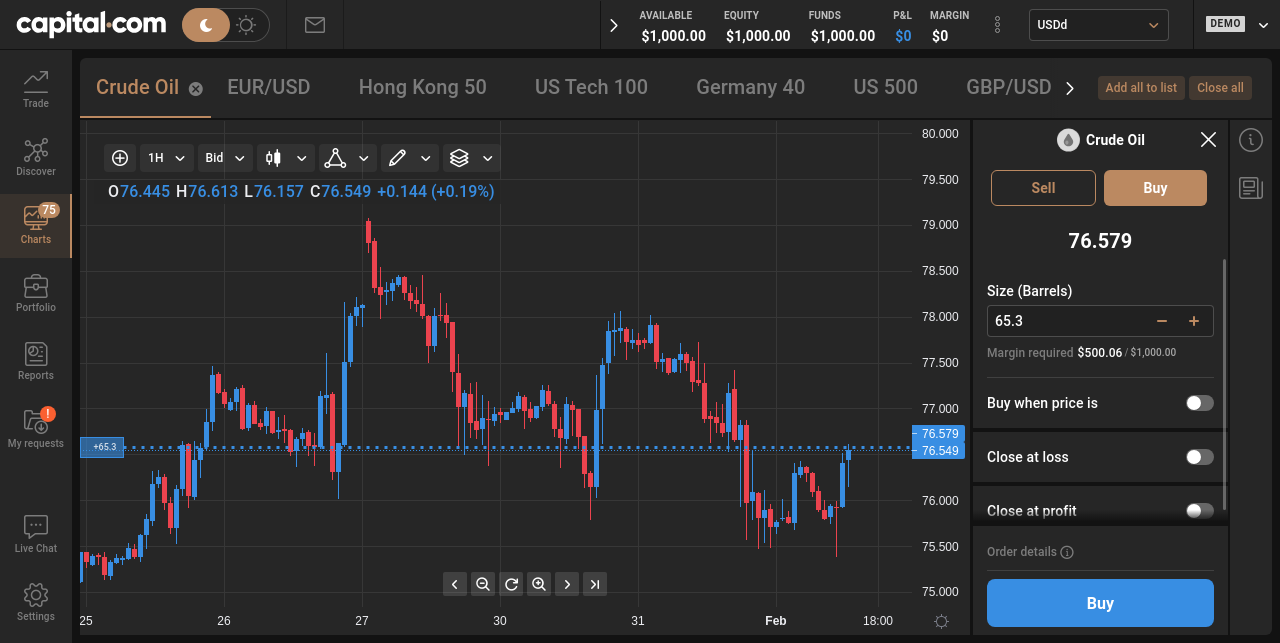 capital.com
AVAILABLE EQUITY FUNDS P&L MARGIN
$1,000.00 $1,000.00 $1,000.00 $0 $0
USDd
DEMO
Trade
Discover
75
Charts
Portfolio
Reports
!
My requests
Live Chat
Settings
Crude Oil EUR/USD Hong Kong 50 US Tech 100 Germany 40 US 500 GBP/USD
Add all to list Close all
1H Bid
O76.445 H76.613 L76.157 C76.549 +0.144 (+0.19%)
+65.3
80.000
79.500
79.000
78.500
78.000
77.500
77.000
76.579
76.549
76.000
75.500
75.000
25 26 27 30 31 Feb 18:00
Crude Oil
Sell Buy
76.579
Size (Barrels)
65.3
Margin required $500.06 / $1,000.00
Buy when price is
Close at loss
Close at profit
Order details
Buy